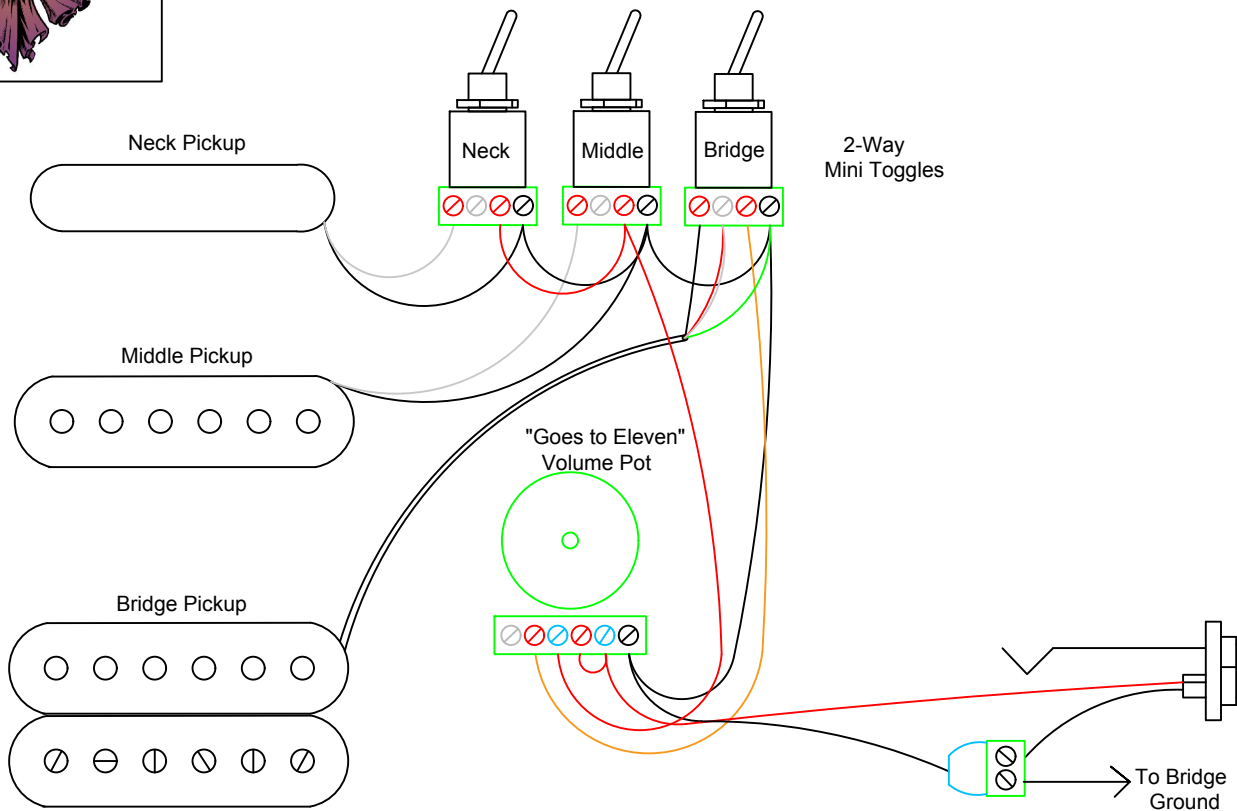 Neck
Middle
Bridge
2-Way
Mini Toggles
Neck Pickup
Middle Pickup
"Goes to Eleven"
Volume Pot
Bridge Pickup
To Bridge
Ground